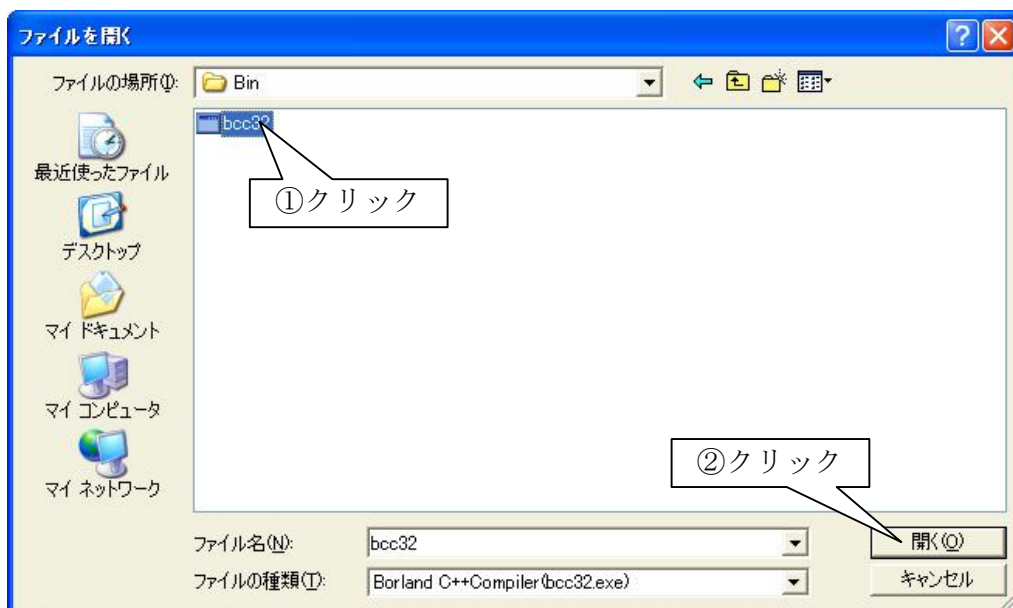 ファイルを開く
ファイルの場所(I):
Bin
bcc32
①クリック
最近使ったファイル
デスクトップ
マイ ドキュメント
マイ コンピュータ
マイ ネットワーク
②クリック
ファイル名(N):
bcc32
開く(O)
ファイルの種類(T):
Borland C++Compiler(bcc32.exe)
キャンセル